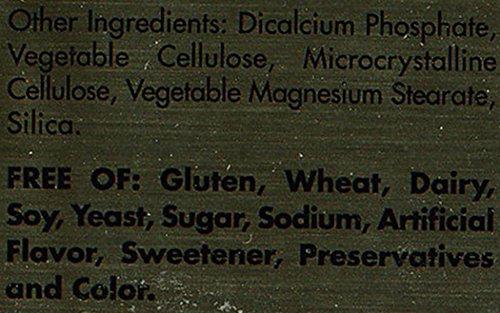 Other Ingredients: Dicalcium Phosphate,
Vegetable Cellulose, Microcrystalline
Cellulose, Vegetable Magnesium Stearate,
Silica.
FREE OF: Gluten, Wheat, Dairy,
Soy, Yeast, Sugar, Sodium, Artificial
Flavor, Sweetener, Preservatives
and Color.